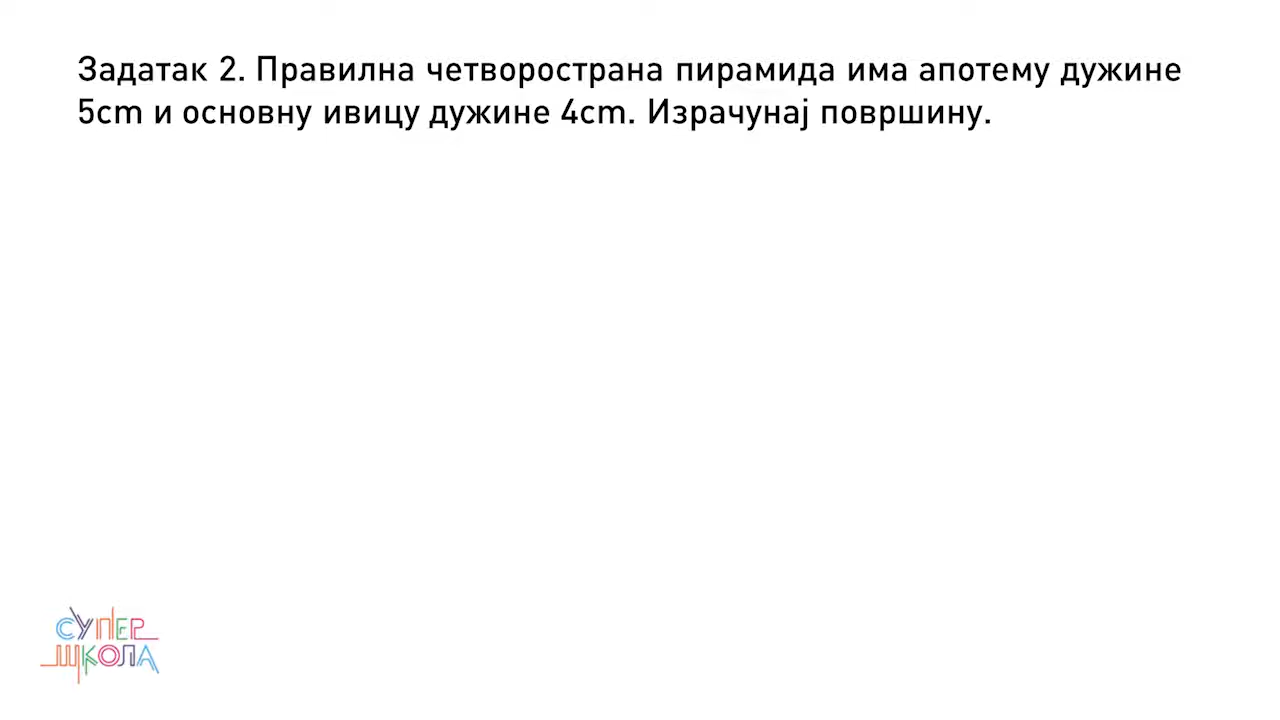 Задатак 2. Правилна четворострана пирамида има апотему дужине
5cm и основну ивицу дужине 4cm. Израчунај површину.
СУПЕР
ШКОЛА